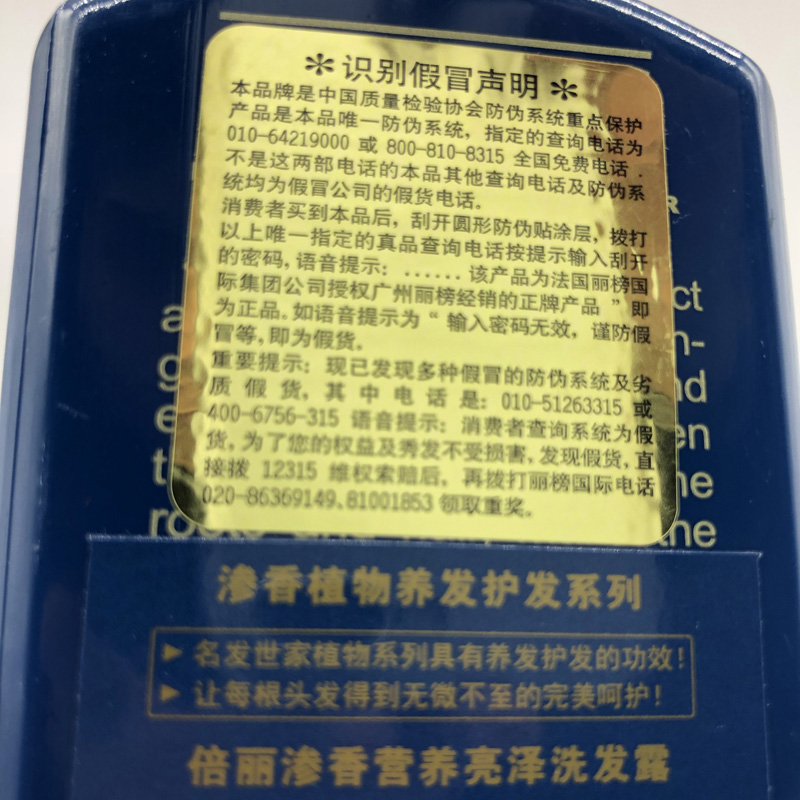 ＊识别假冒声明＊
本品牌是中国质量检验协会防伪系统重点保护
产品是本品唯一防伪系统，指定的查询电话为
010-64219000 或 800-810-8315 全国免费电话.
不是这两部电话的本品其他查询电话及防伪系
统均为假冒公司的假货电话。
消费者买到本品后，刮开圆形防伪贴涂层，拨打
以上唯一指定的真品查询电话按提示输入刮开
的密码，语音提示：......该产品为法国丽榜国
际集团公司授权广州丽榜经销的正牌产品 ”即
为正品。如语音提示为“ 输入密码无效，谨防假
冒等，即为假货。
重要提示：现已发现多种假冒的防伪系统及劣
质假货，其中电话是：010-51263315 或
400-6756-315 语音提示：消费者查询系统为假
货，为了您的权益及秀发不受损害，发现假货，直
接拨 12315 维权索赔后，再拨打丽榜国际电话
020-86369149.81001853 领取重奖。
渗香植物养发护发系列
▶ 名发世家植物系列具有养发护发的功效！
▶ 让每根头发得到无微不至的完美呵护！
倍丽渗香营养亮泽洗发露